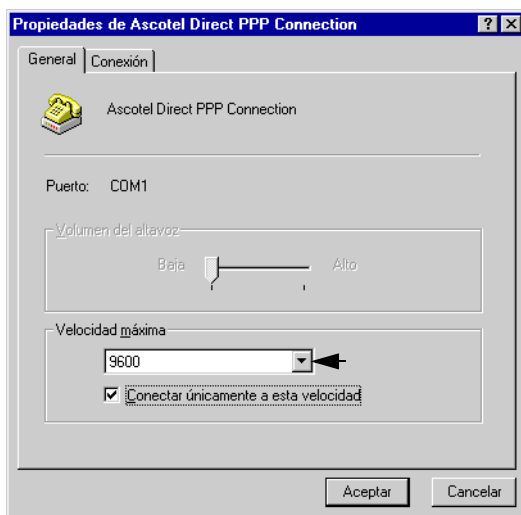 Propiedades de Ascotel Direct PPP Connection
General
Conexión
Ascotel Direct PPP Connection
Puerto: COM1
Volumen del altavoz
Baja Alto
Velocidad máxima
9600
Conectar únicamente a esta velocidad
Aceptar Cancelar